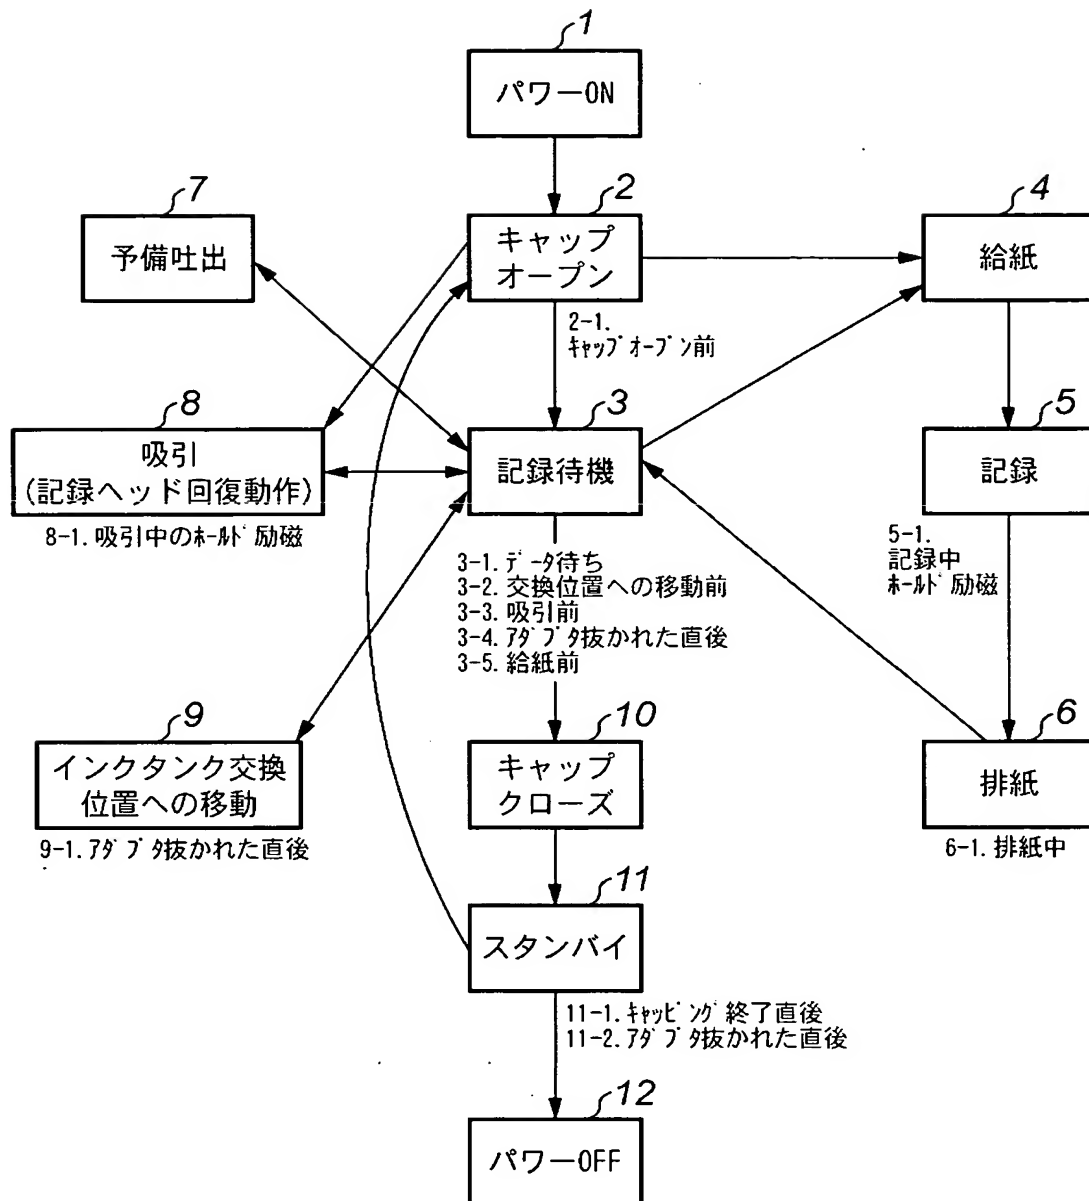 1
パワーON
2
キャップ
オープン
2-1.
ｷｬｯﾌﾟｵｰﾌﾟﾝ前
7
予備吐出
4
給紙
8
吸引
(記録ヘッド回復動作)
8-1. 吸引中のﾎｰﾙﾄﾞ励磁
3
記録待機
3-1. ﾃﾞｰﾀ待ち
3-2. 交換位置への移動前
3-3. 吸引前
3-4. ｱﾀﾞﾌﾟﾀ抜かれた直後
3-5. 給紙前
5
記録
5-1.
記録中
ﾎｰﾙﾄﾞ励磁
9
インクタンク交換
位置への移動
9-1. ｱﾀﾞﾌﾟﾀ抜かれた直後
10
キャップ
クローズ
6
排紙
6-1. 排紙中
11
スタンバイ
11-1. ｷｬｯﾋﾟﾝｸﾞ終了直後
11-2. ｱﾀﾞﾌﾟﾀ抜かれた直後
12
パワーOFF